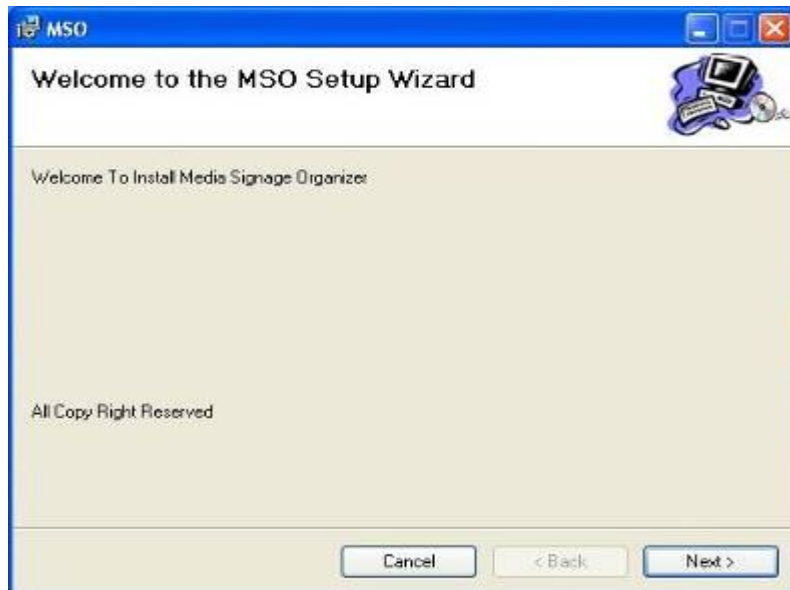 MSO
Welcome to the MSO Setup Wizard
Welcome To Install Media Signage Organizer
All Copy Right Reserved
Cancel
< Back
Next >